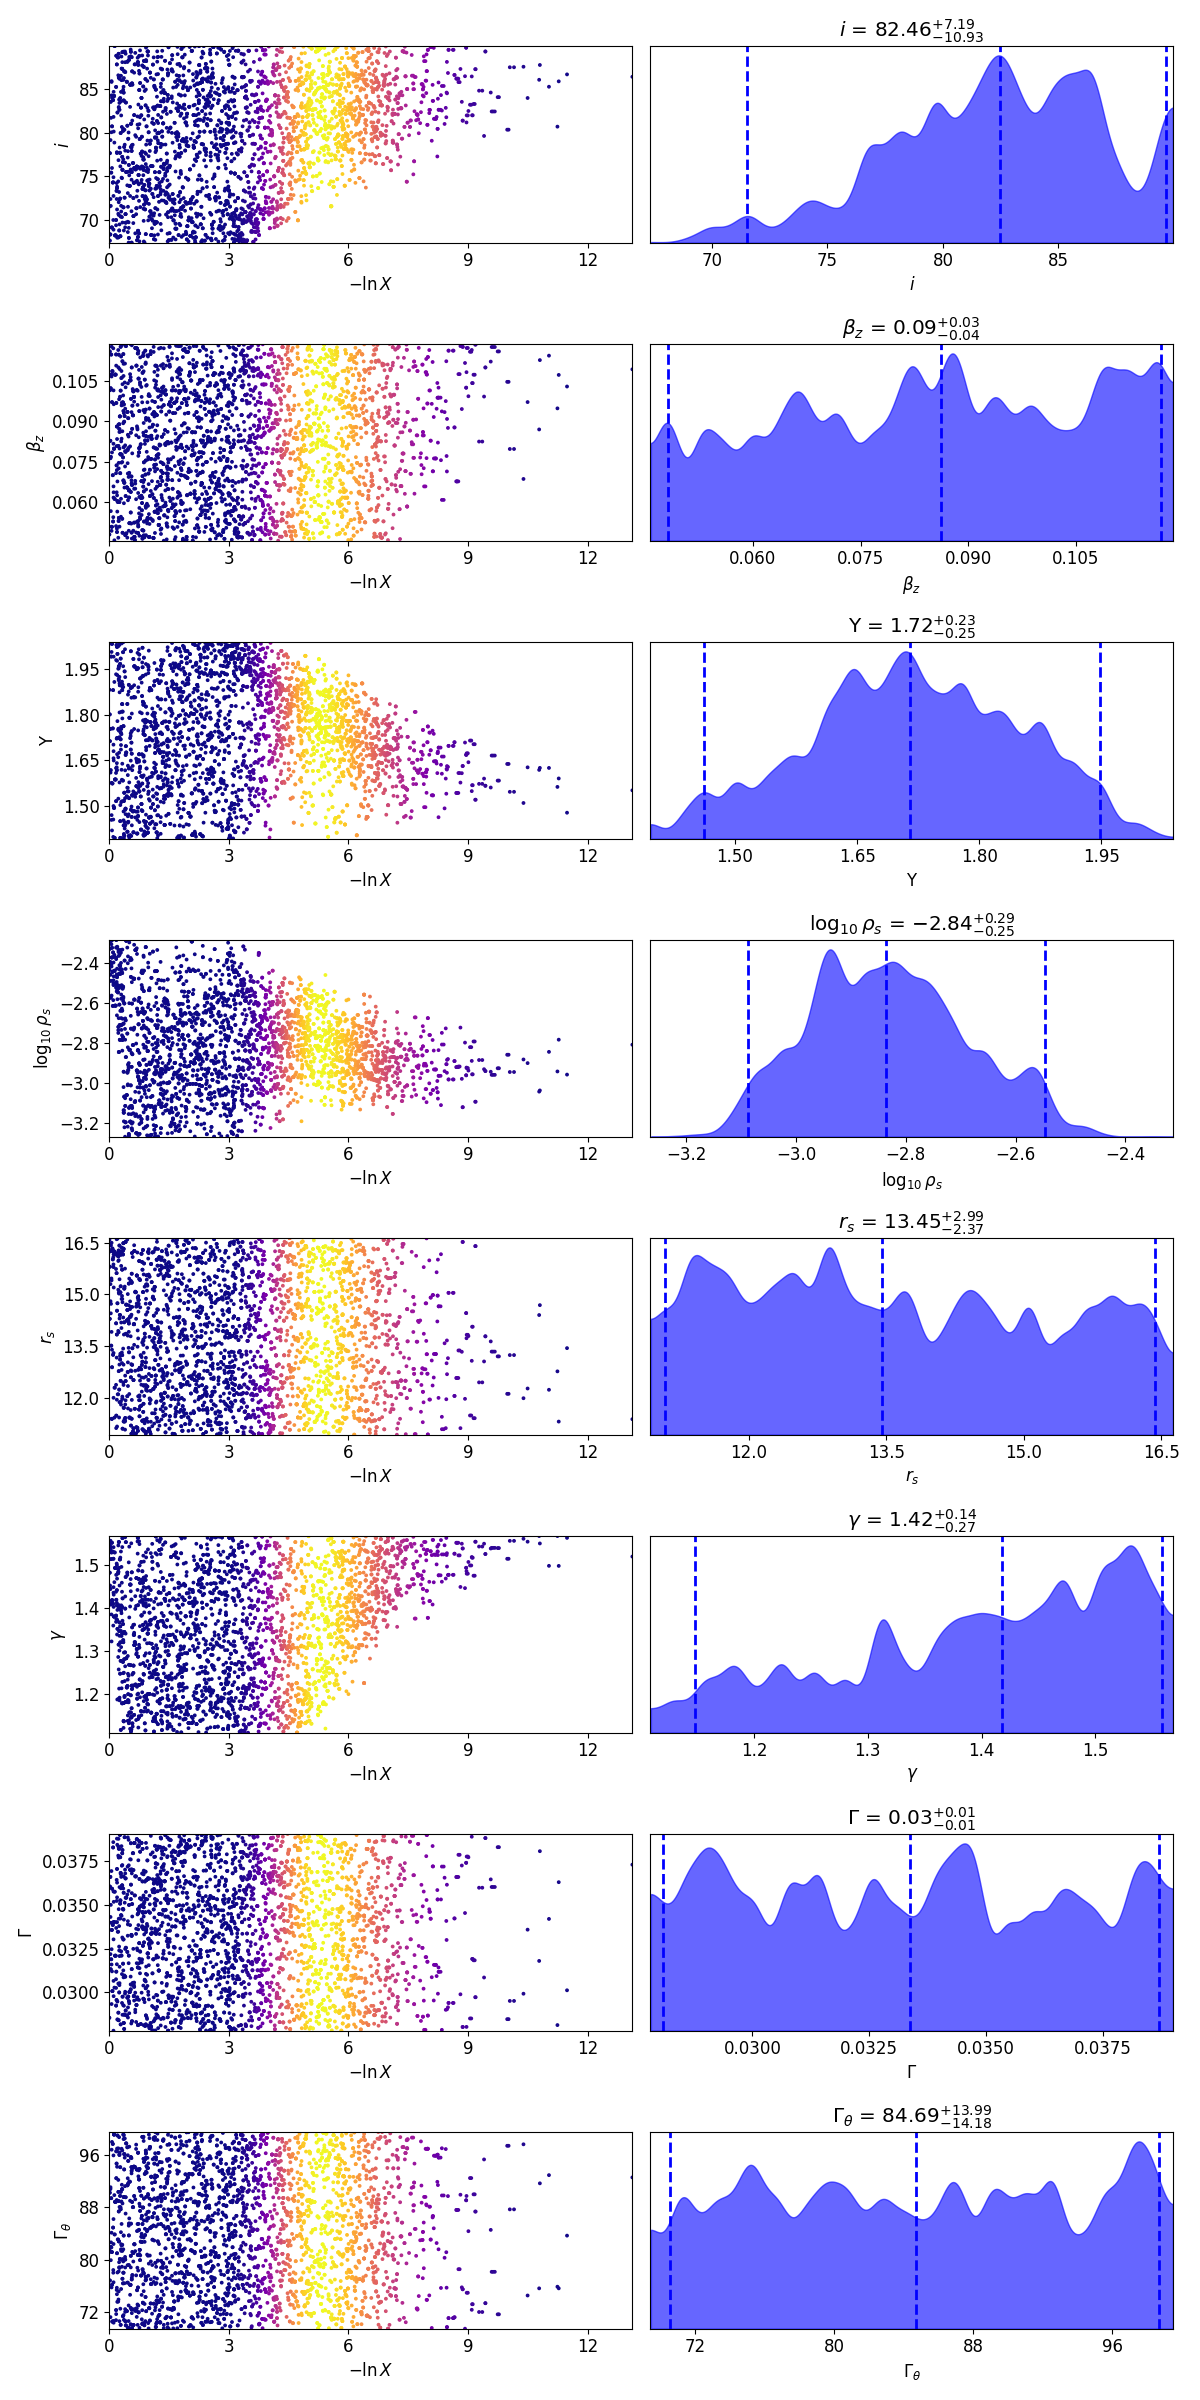 i = 82.46 +7.19 −10.93
85
80
75
70
i
0 3 6 9 12
−ln X
70 75 80 85
i
β_z = 0.09 +0.03 −0.04
0.105
0.090
0.075
0.060
β_z
0 3 6 9 12
−ln X
0.060 0.075 0.090 0.105
β_z
Υ = 1.72 +0.23 −0.25
1.95
1.80
1.65
1.50
Υ
0 3 6 9 12
−ln X
1.50 1.65 1.80 1.95
Υ
log₁₀ ρ_s = −2.84 +0.29 −0.25
−2.4
−2.6
−2.8
−3.0
−3.2
log₁₀ ρ_s
0 3 6 9 12
−ln X
−3.2 −3.0 −2.8 −2.6 −2.4
log₁₀ ρ_s
r_s = 13.45 +2.99 −2.37
16.5
15.0
13.5
12.0
r_s
0 3 6 9 12
−ln X
12.0 13.5 15.0 16.5
r_s
γ = 1.42 +0.14 −0.27
1.5
1.4
1.3
1.2
γ
0 3 6 9 12
−ln X
1.2 1.3 1.4 1.5
γ
Γ = 0.03 +0.01 −0.01
0.0375
0.0350
0.0325
0.0300
Γ
0 3 6 9 12
−ln X
0.0300 0.0325 0.0350 0.0375
Γ
Γ_θ = 84.69 +13.99 −14.18
96
88
80
72
Γ_θ
0 3 6 9 12
−ln X
72 80 88 96
Γ_θ